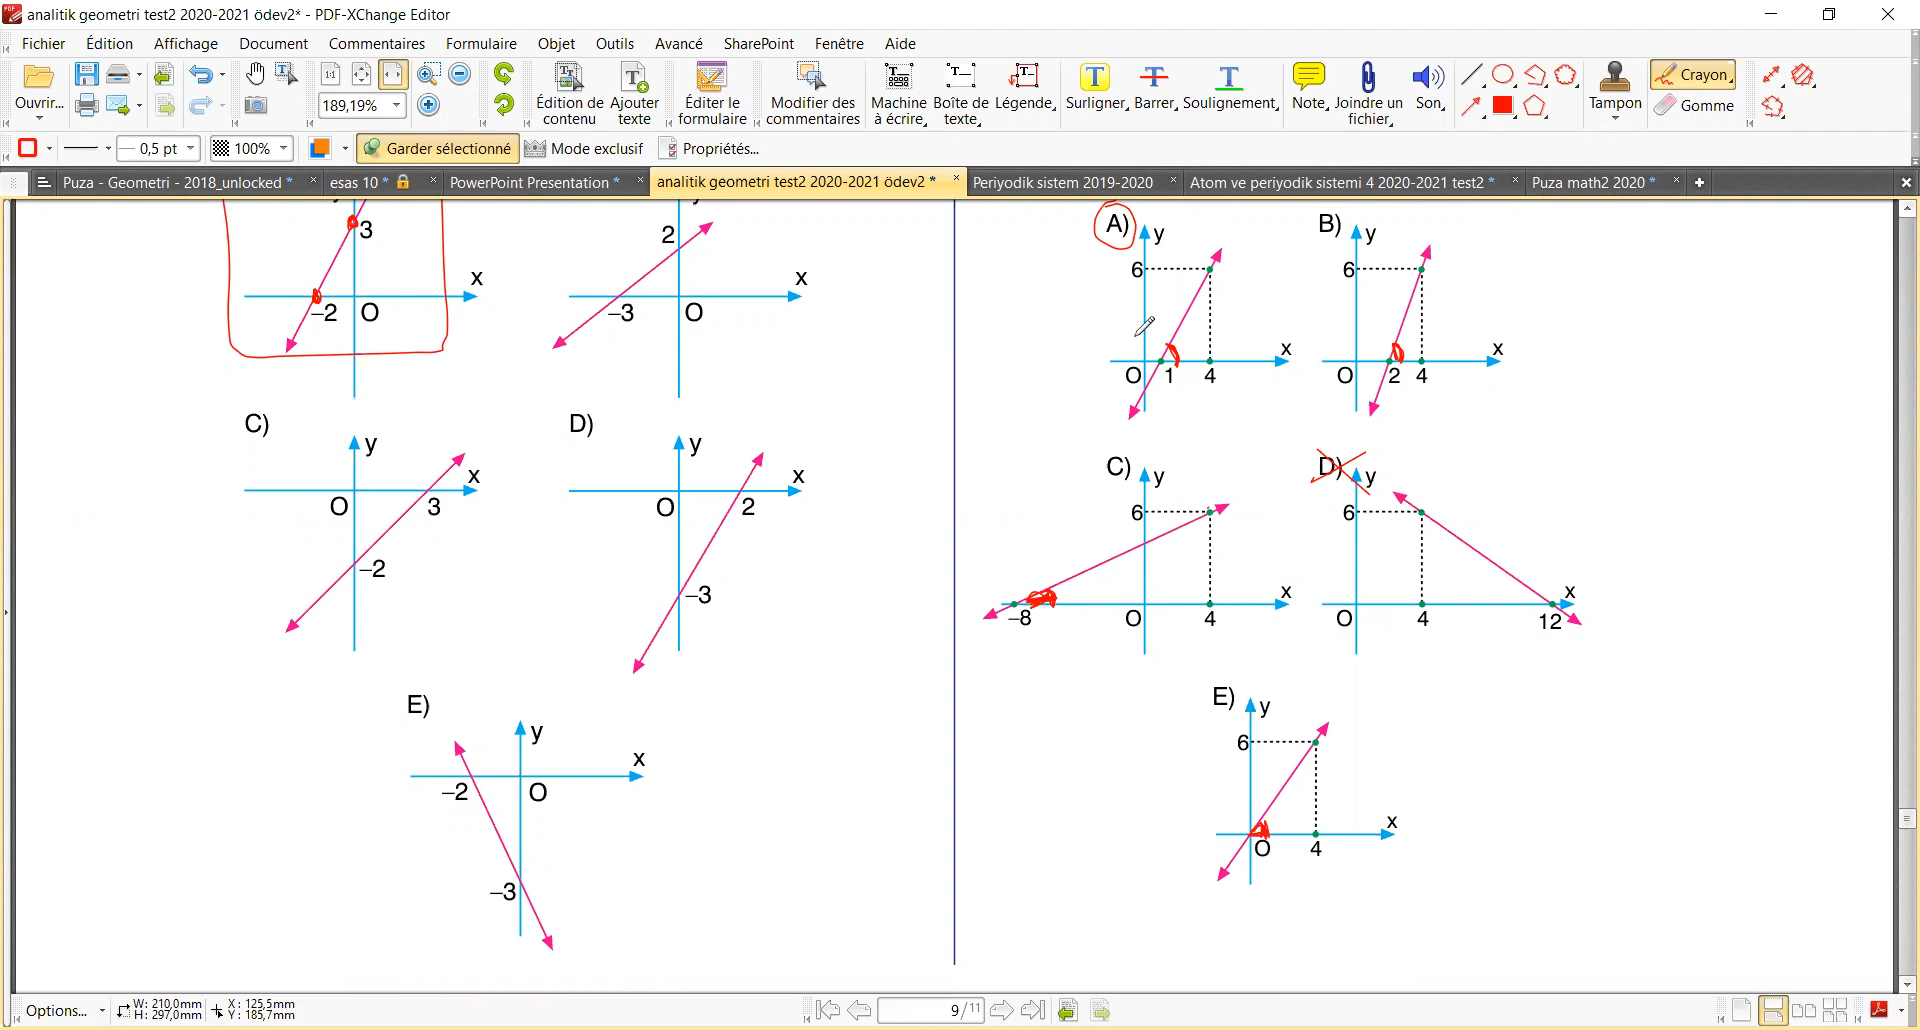 analitik geometri test2 2020-2021 ödev2* - PDF-XChange Editor
Fichier Édition Affichage Document Commentaires Formulaire Objet Outils Avancé SharePoint Fenêtre Aide
Ouvrir...
189,19%
Édition de contenu
Ajouter texte
Éditer le formulaire
Modifier des commentaires
Machine à écrire
Boîte de texte
Légende
Surligner
Barrer
Soulignement
Note
Joindre un fichier
Son
Tampon
Crayon
Gomme
0,5 pt 100% Garder sélectionné Mode exclusif Propriétés...
Puza - Geometri - 2018_unlocked * esas 10 * PowerPoint Presentation * analitik geometri test2 2020-2021 ödev2 * Periyodik sistem 2019-2020 Atom ve periyodik sistemi 4 2020-2021 test2 * Puza math2 2020 *
3
x
−2 O
2
x
−3 O
C)
y
x
O 3
−2
D)
y
x
O 2
−3
E)
y
x
−2 O
−3
A)
y
6
x
O 1 4
B)
y
6
x
O 2 4
C)
y
6
x
−8 O 4
D)
y
6
x
O 4 12
E)
y
6
x
O 4
Options... W: 210,0mm H: 297,0mm X: 125,5mm Y: 185,7mm 9 / 11